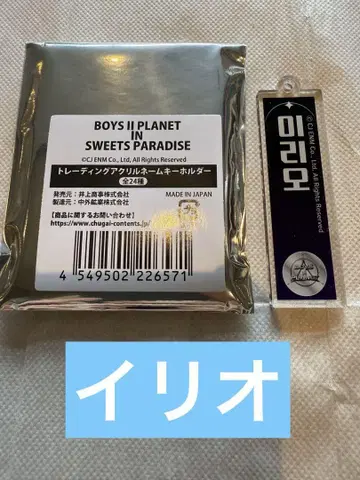 BOYS II PLANET
IN
SWEETS PARADISE
©CJ ENM Co., Ltd, All Rights Reserved
トレーディングアクリルネームキーホルダー
全24種
発売元：井上商事株式会社
製造元：中外鉱業株式会社
MADE IN JAPAN
【商品に関するお問い合わせ】
https://www.chugai-contents.jp/
4 549502 226571
이리오
© CJ ENM Co., Ltd, All Rights Reserved
イリオ